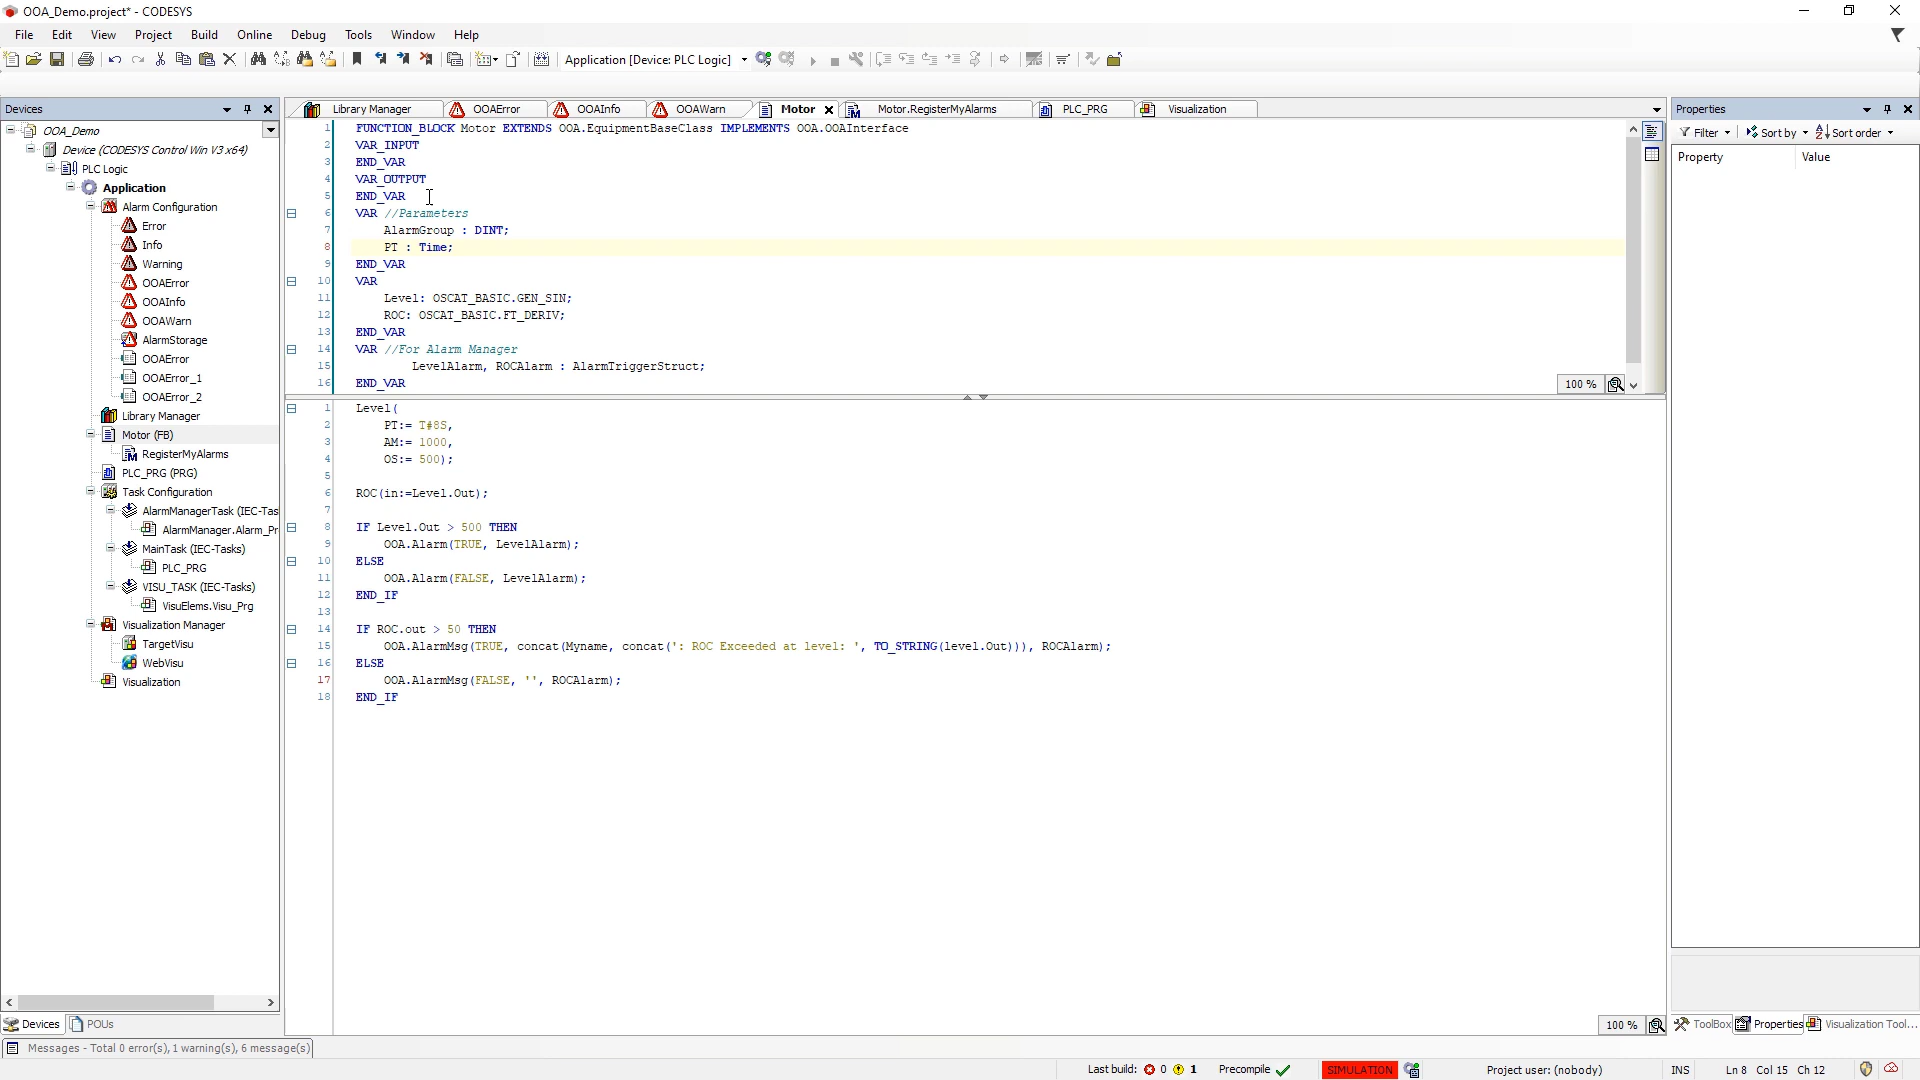 OOA_Demo.project* - CODESYS
File Edit View Project Build Online Debug Tools Window Help
Application [Device: PLC Logic]
Devices
OOA_Demo
Device (CODESYS Control Win V3 x64)
PLC Logic
Application
Alarm Configuration
Error
Info
Warning
OOAError
OOAInfo
OOAWarn
AlarmStorage
OOAError
OOAError_1
OOAError_2
Library Manager
Motor (FB)
RegisterMyAlarms
PLC_PRG (PRG)
Task Configuration
AlarmManagerTask (IEC-Tas
AlarmManager.Alarm_Pr
MainTask (IEC-Tasks)
PLC_PRG
VISU_TASK (IEC-Tasks)
VisuElems.Visu_Prg
Visualization Manager
TargetVisu
WebVisu
Visualization
Devices POUs
Library Manager OOAError OOAInfo OOAWarn Motor Motor.RegisterMyAlarms PLC_PRG Visualization
1 FUNCTION_BLOCK Motor EXTENDS OOA.EquipmentBaseClass IMPLEMENTS OOA.OOAInterface
2 VAR_INPUT
3 END_VAR
4 VAR_OUTPUT
5 END_VAR
6 VAR //Parameters
7 AlarmGroup : DINT;
8 PT : Time;
9 END_VAR
10 VAR
11 Level: OSCAT_BASIC.GEN_SIN;
12 ROC: OSCAT_BASIC.FT_DERIV;
13 END_VAR
14 VAR //For Alarm Manager
15 LevelAlarm, ROCAlarm : AlarmTriggerStruct;
16 END_VAR
100 %
1 Level(
2 PT:= T#8S,
3 AM:= 1000,
4 OS:= 500);
5
6 ROC(in:=Level.Out);
7
8 IF Level.Out > 500 THEN
9 OOA.Alarm(TRUE, LevelAlarm);
10 ELSE
11 OOA.Alarm(FALSE, LevelAlarm);
12 END_IF
13
14 IF ROC.out > 50 THEN
15 OOA.AlarmMsg(TRUE, concat(Myname, concat(': ROC Exceeded at level: ', TO_STRING(level.Out))), ROCAlarm);
16 ELSE
17 OOA.AlarmMsg(FALSE, '', ROCAlarm);
18 END_IF
100 %
Properties
Filter Sort by Sort order
Property Value
ToolBox Properties Visualization Tool...
Messages - Total 0 error(s), 1 warning(s), 6 message(s)
Last build: 0 1 Precompile SIMULATION Project user: (nobody) INS Ln 8 Col 15 Ch 12